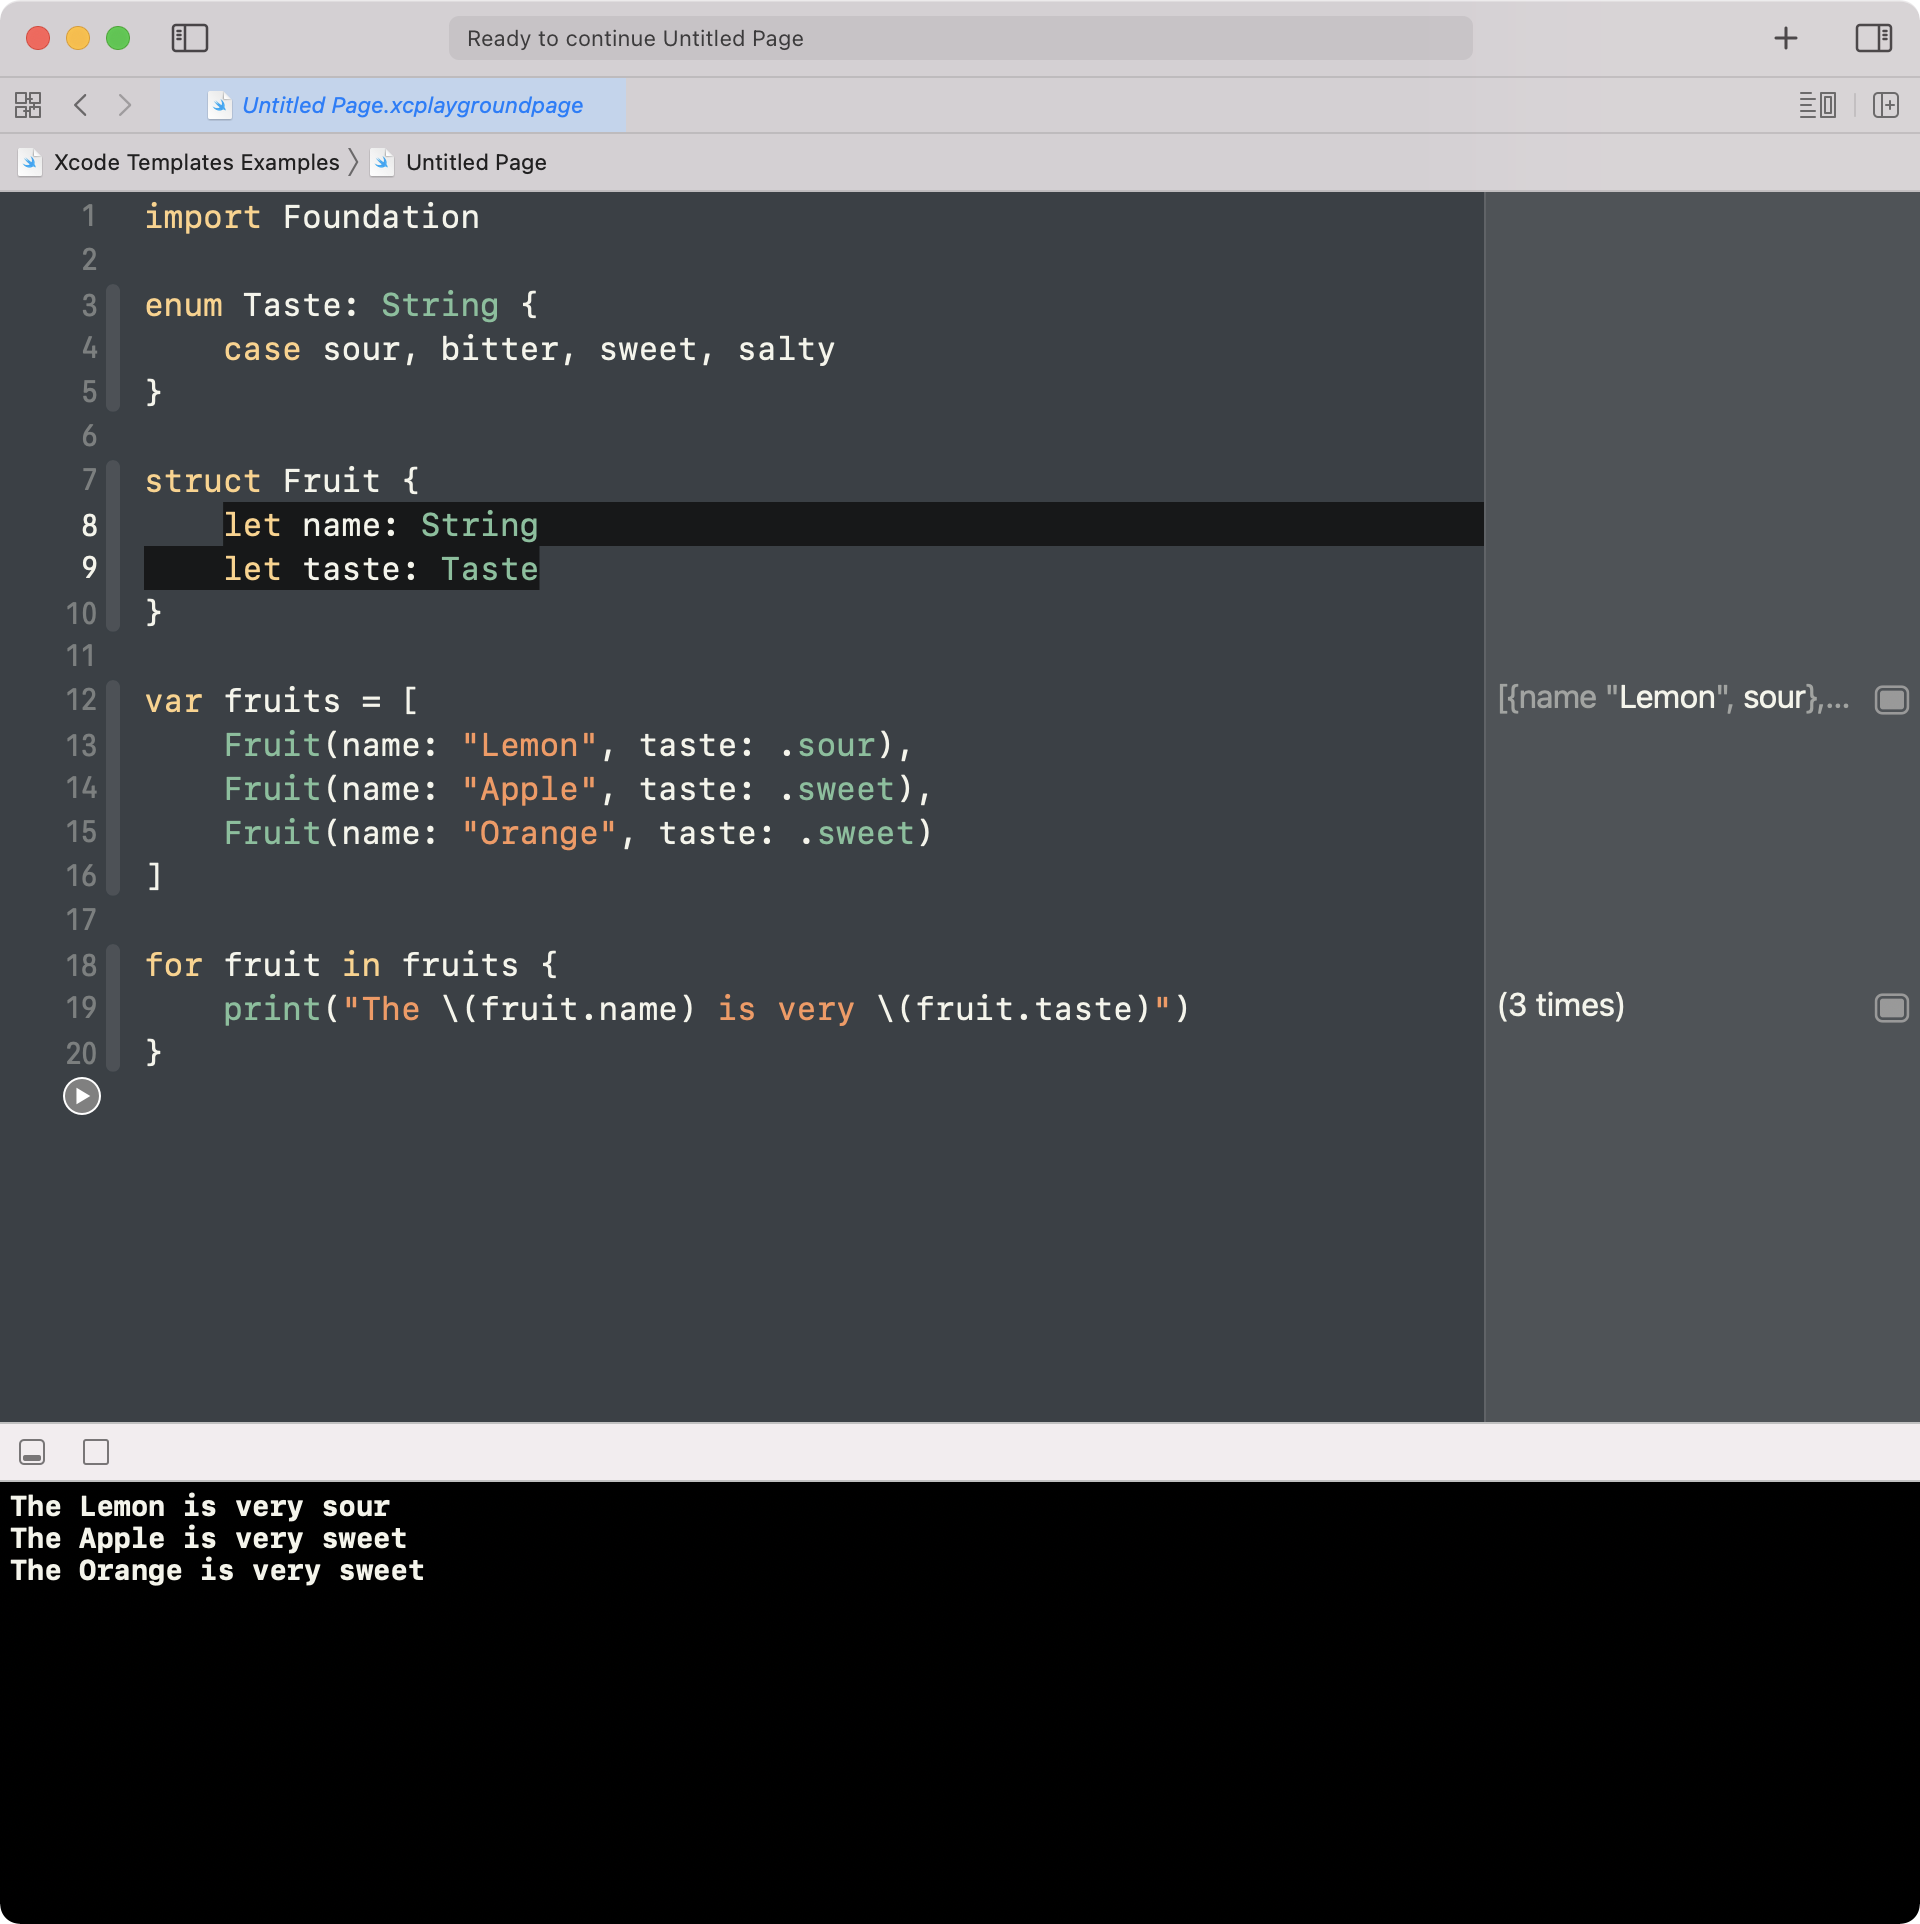 Ready to continue Untitled Page
Untitled Page.xcplaygroundpage
Xcode Templates Examples 〉 Untitled Page
1 import Foundation
2
3 enum Taste: String {
4     case sour, bitter, sweet, salty
5 }
6
7 struct Fruit {
8     let name: String
9     let taste: Taste
10 }
11
12 var fruits = [ [{name "Lemon", sour},...
13     Fruit(name: "Lemon", taste: .sour),
14     Fruit(name: "Apple", taste: .sweet),
15     Fruit(name: "Orange", taste: .sweet)
16 ]
17
18 for fruit in fruits {
19     print("The \(fruit.name) is very \(fruit.taste)") (3 times)
20 }
The Lemon is very sour
The Apple is very sweet
The Orange is very sweet